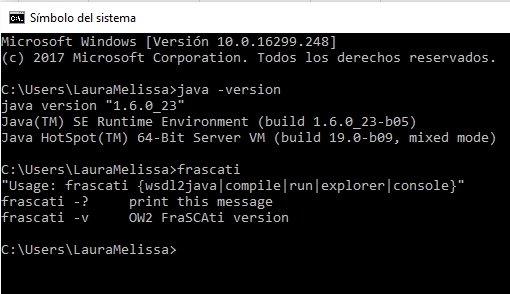 Símbolo del sistema
Microsoft Windows [Versión 10.0.16299.248]
(c) 2017 Microsoft Corporation. Todos los derechos reservados.
C:\Users\LauraMelissa>java -version
java version "1.6.0_23"
Java(TM) SE Runtime Environment (build 1.6.0_23-b05)
Java HotSpot(TM) 64-Bit Server VM (build 19.0-b09, mixed mode)
C:\Users\LauraMelissa>frascati
"Usage: frascati {wsdl2java|compile|run|explorer|console}"
frascati -?     print this message
frascati -v     OW2 FraSCAti version
C:\Users\LauraMelissa>